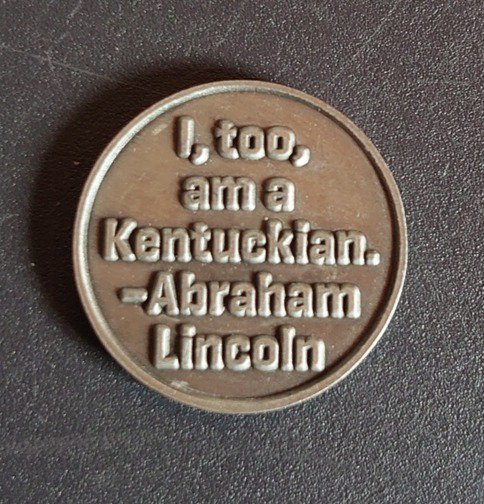 I, too,
am a
Kentuckian.
-Abraham
Lincoln